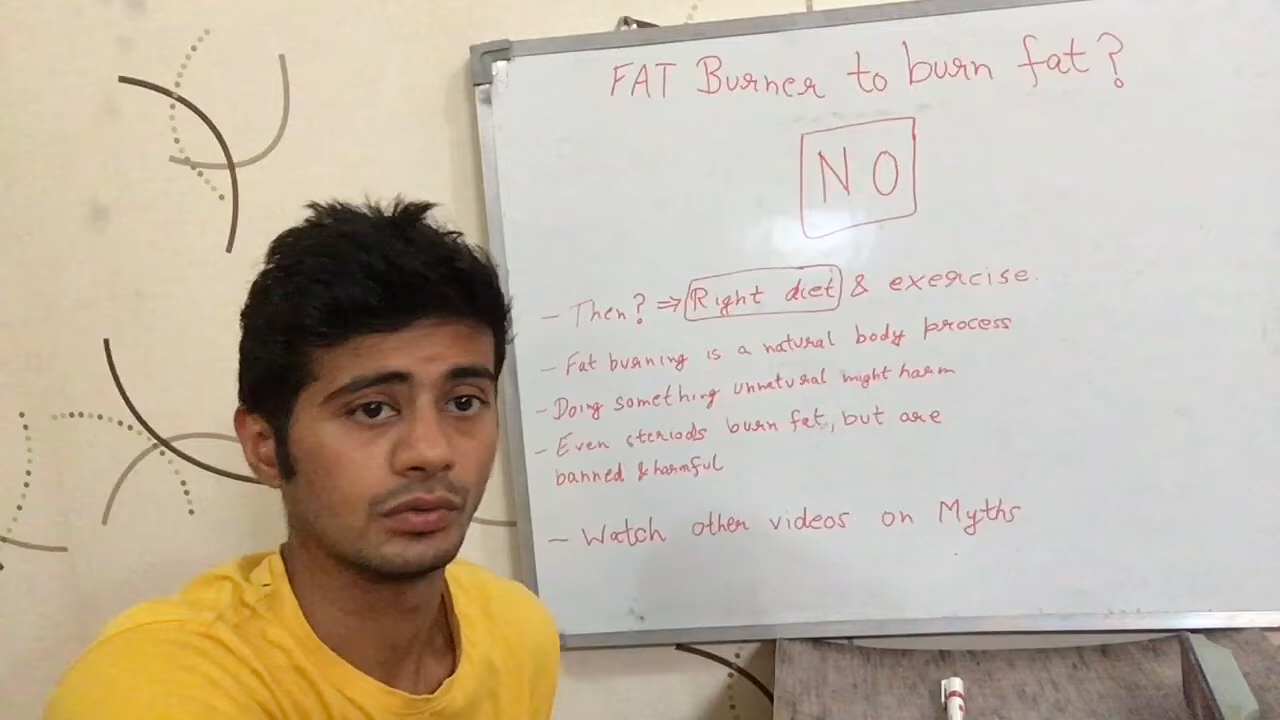 FAT Burner to burn fat?
NO
- Then? ⇒ Right diet & exercise.
- Fat burning is a natural body process
- Doing something unnatural might harm
- Even steriods burn fat, but are
banned & harmful
- Watch other videos on Myths